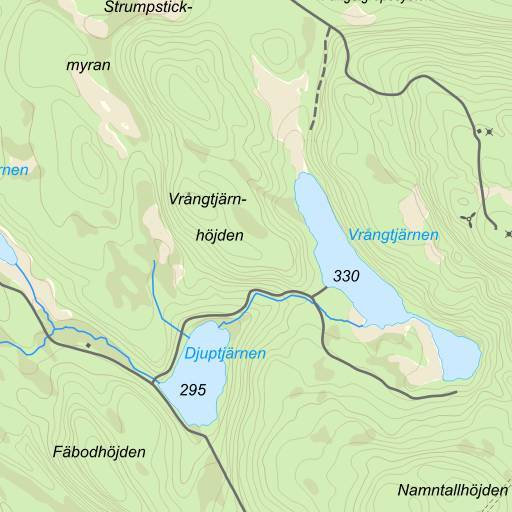 Strumpstick-
myran
Vrångtjärn-
höjden
Vrångtjärnen
330
Djuptjärnen
295
Fäbodhöjden
Namntallhöjden